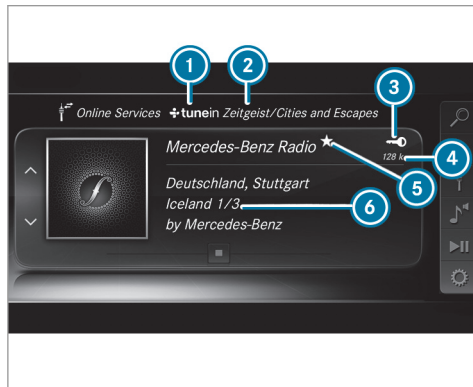 1
2
3
Online Services tunein Zeitgeist/Cities and Escapes
Mercedes-Benz Radio
128 k
4
5
Deutschland, Stuttgart
Iceland 1/3
6
by Mercedes-Benz